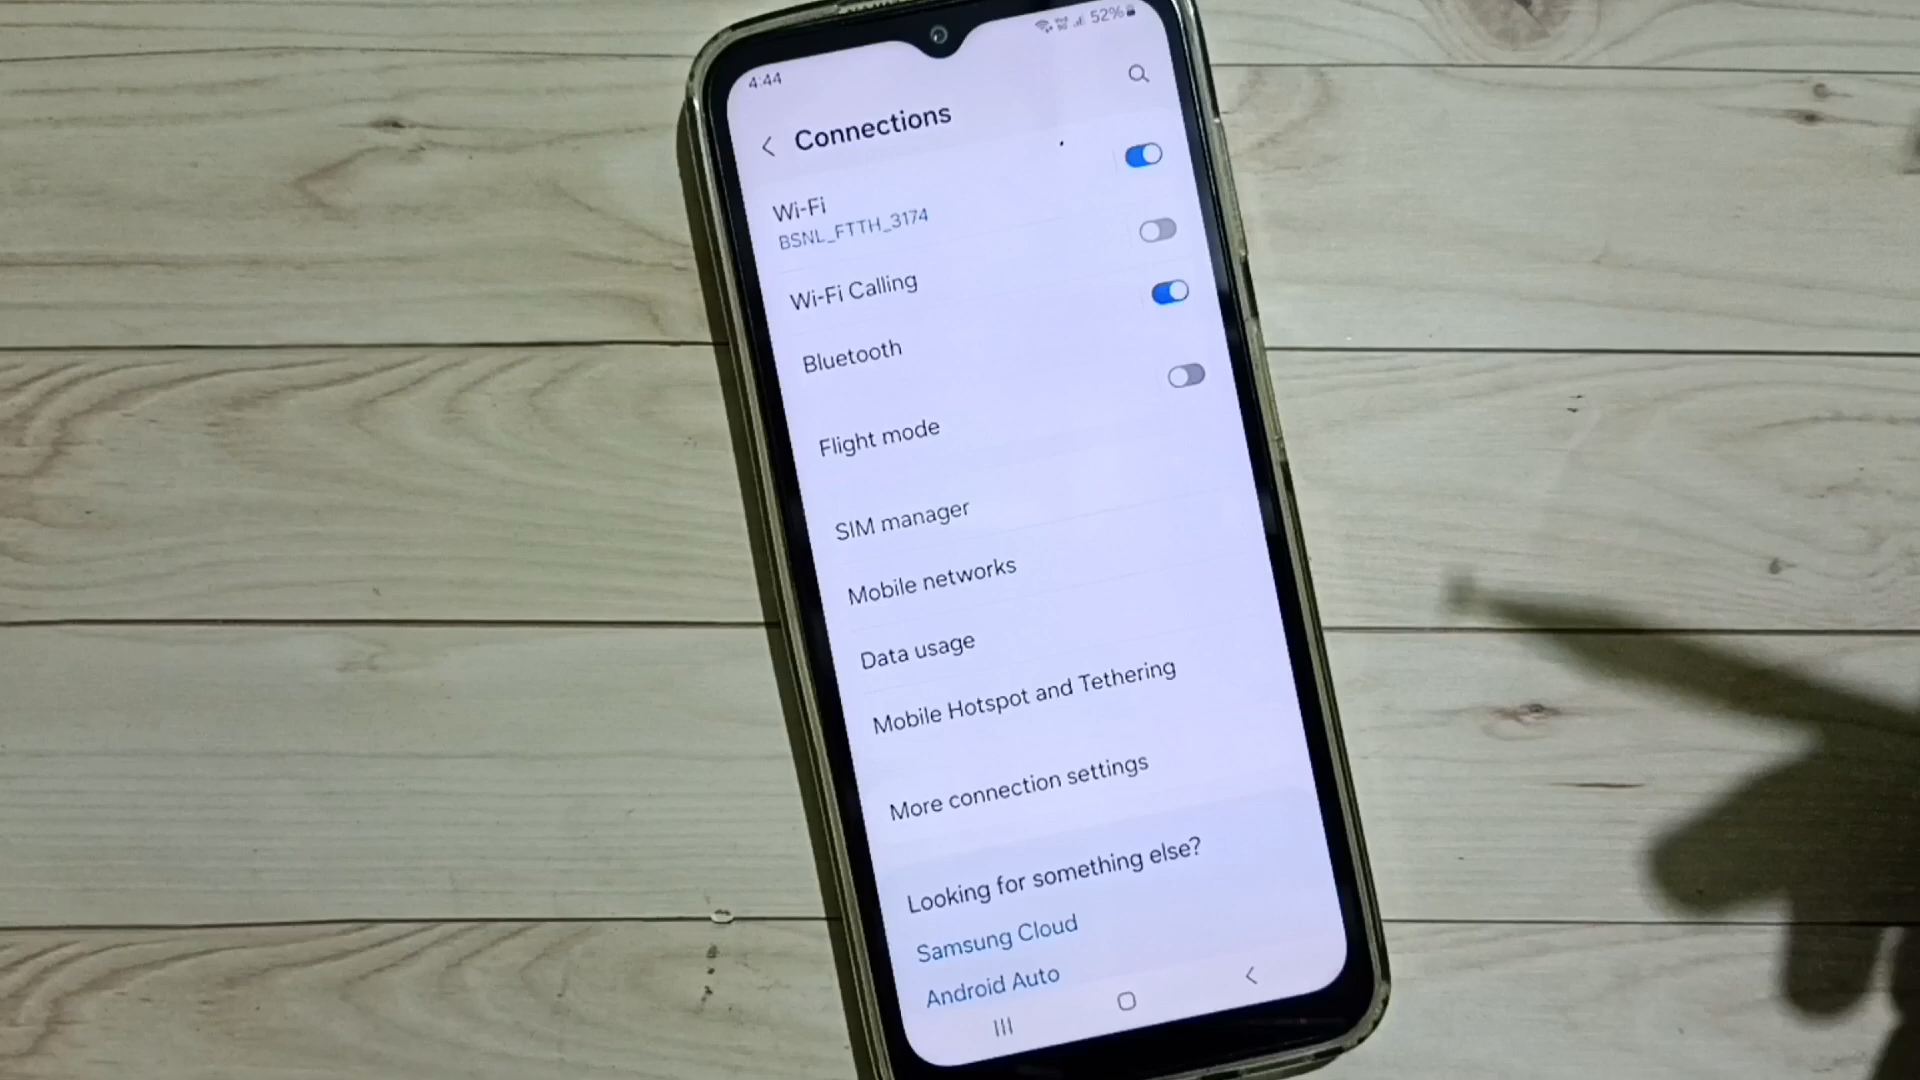 4:44
52%
Connections
Wi-Fi
BSNL_FTTH_3174
Wi-Fi Calling
Bluetooth
Flight mode
SIM manager
Mobile networks
Data usage
Mobile Hotspot and Tethering
More connection settings
Looking for something else?
Samsung Cloud
Android Auto